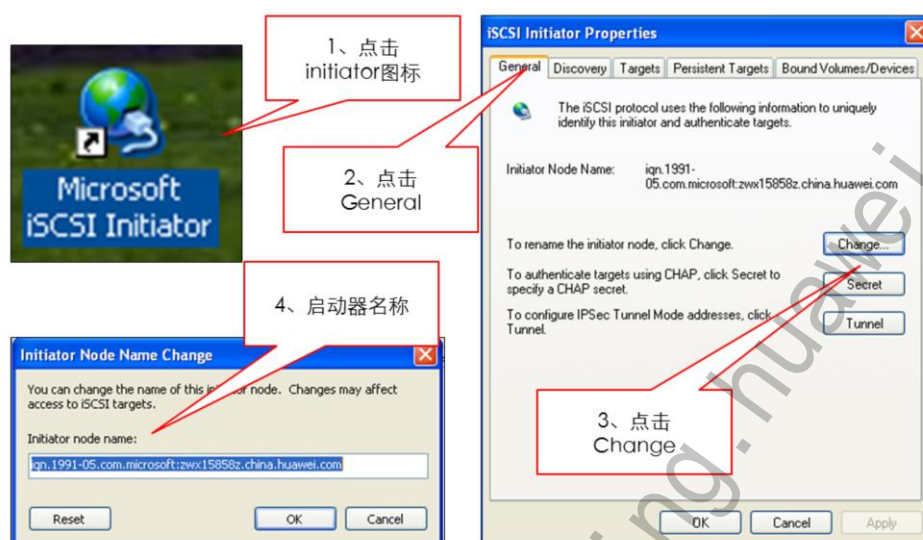 1、点击
initiator图标
Microsoft
iSCSI Initiator
2、点击
General
4、启动器名称
Initiator Node Name Change
You can change the name of this initiator node. Changes may affect
access to iSCSI targets.
Initiator node name:
iqn.1991-05.com.microsoft:zwx15858z.china.huawei.com
Reset
OK
Cancel
iSCSI Initiator Properties
General
Discovery
Targets
Persistent Targets
Bound Volumes/Devices
The iSCSI protocol uses the following information to uniquely
identify this initiator and authenticate targets.
Initiator Node Name:
iqn.1991-
05.com.microsoft:zwx15858z.china.huawei.com
To rename the initiator node, click Change.
Change...
To authenticate targets using CHAP, click Secret to
specify a CHAP secret.
Secret
To configure IPSec Tunnel Mode addresses, click
Tunnel.
Tunnel
3、点击
Change
OK
Cancel
Apply
ing.huawei.